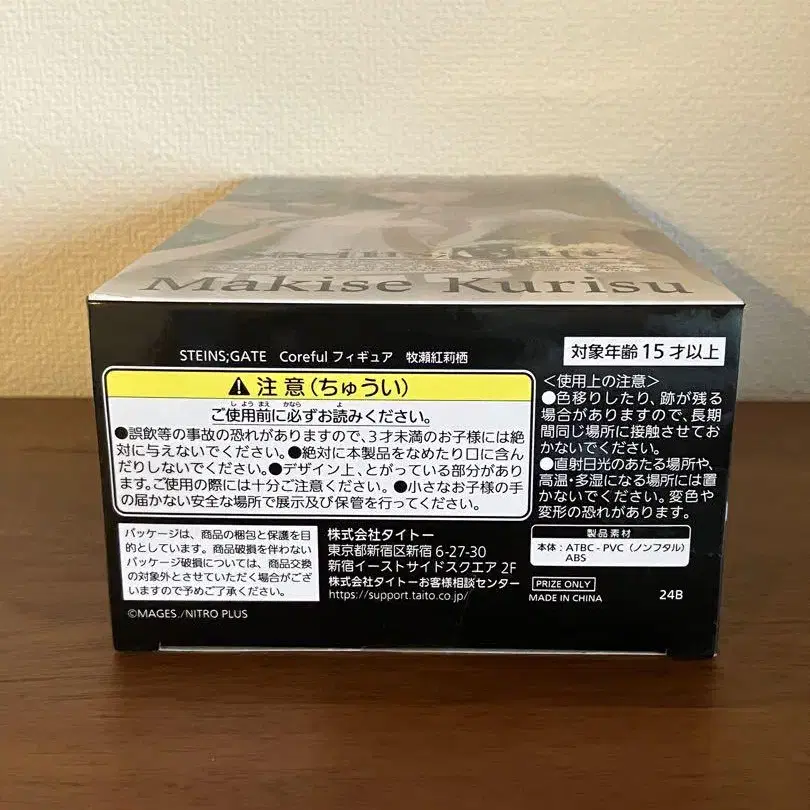 Steins;Gate
Makise Kurisu
STEINS;GATE Coreful フィギュア 牧瀬紅莉栖
対象年齢 15 才以上
注 意 (ちゅうい)
しようまえ かなら よ
ご使用前に必ずお読みください。
●誤飲等の事故の恐れがありますので、3才未満のお子様には絶
対に与えないでください。●絶対に本製品をなめたり口に含ん
だりしないでください。●デザイン上、とがっている部分があり
ます。ご使用の際には十分ご注意ください。●小さなお子様の手
の届かない安全な場所で展示及び保管を行ってください。
<使用上の注意>
●色移りしたり、跡が残る
場合がありますので、長期
間同じ場所に接触させてお
かないでください。
●直射日光のあたる場所や、
高温・多湿になる場所には置
かないでください。変色や
変形の恐れがあります。
パッケージは、商品の梱包と保護を目
的としています。商品破損を伴わない
パッケージ破損については、商品交換
の対象外とさせていただく場合がござ
いますので予めご了承ください。
©MAGES./NITRO PLUS
株式会社タイトー
東京都新宿区新宿 6-27-30
新宿イーストサイドスクエア 2F
株式会社タイトーお客様相談センター
https://support.taito.co.jp/
製品素材
本体 : ATBC - PVC (ノンフタル)
ABS
PRIZE ONLY
MADE IN CHINA
24B